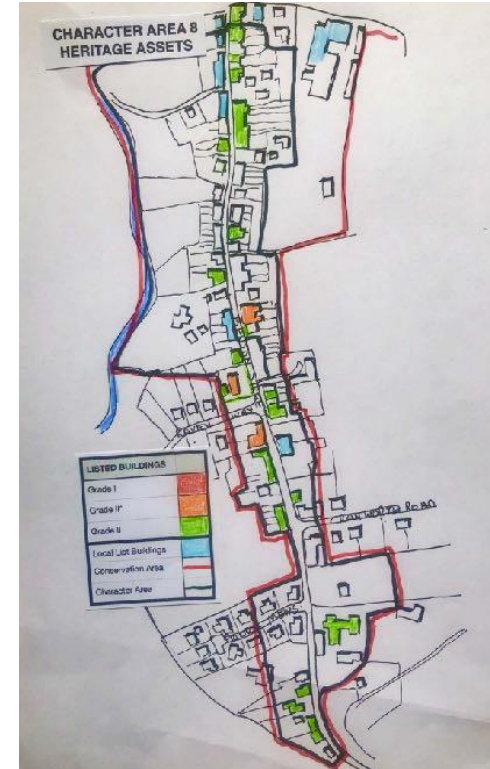 CHARACTER AREA 8
HERITAGE ASSETS
LISTED BUILDINGS
Grade I
Grade II*
Grade II
Local List Buildings
Conservation Area
Character Area
ROAD